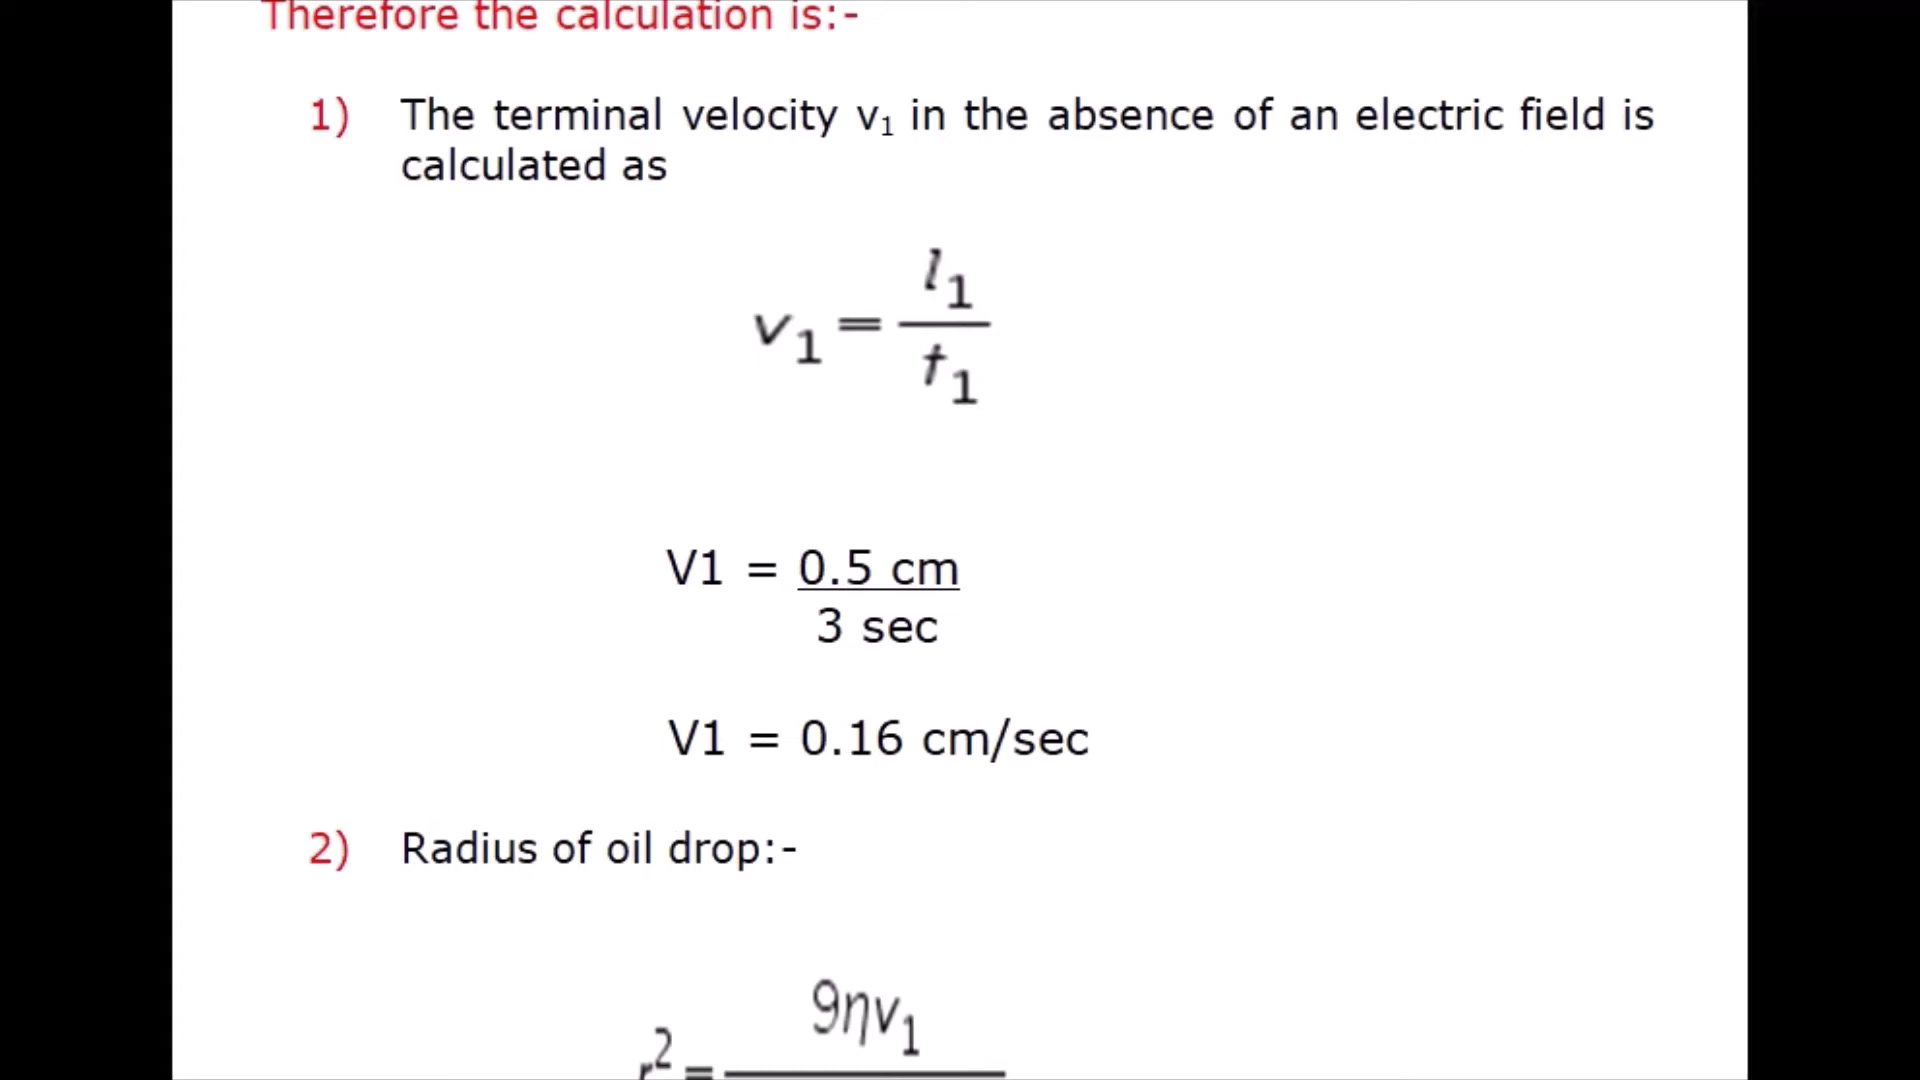 Therefore the calculation is:-
1) The terminal velocity v₁ in the absence of an electric field is
calculated as
v₁ = l₁ / t₁
V1 = 0.5 cm
3 sec
V1 = 0.16 cm/sec
2) Radius of oil drop:-
9ηv₁
r² =